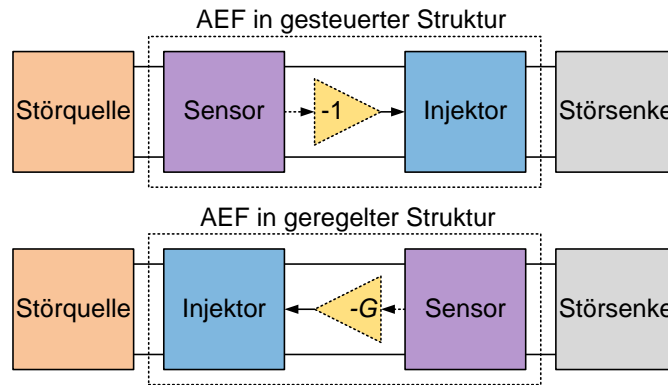 AEF in gesteuerter Struktur
Störquelle
Sensor
-1
Injektor
Störsenke
AEF in geregelter Struktur
Störquelle
Injektor
-G
Sensor
Störsenke